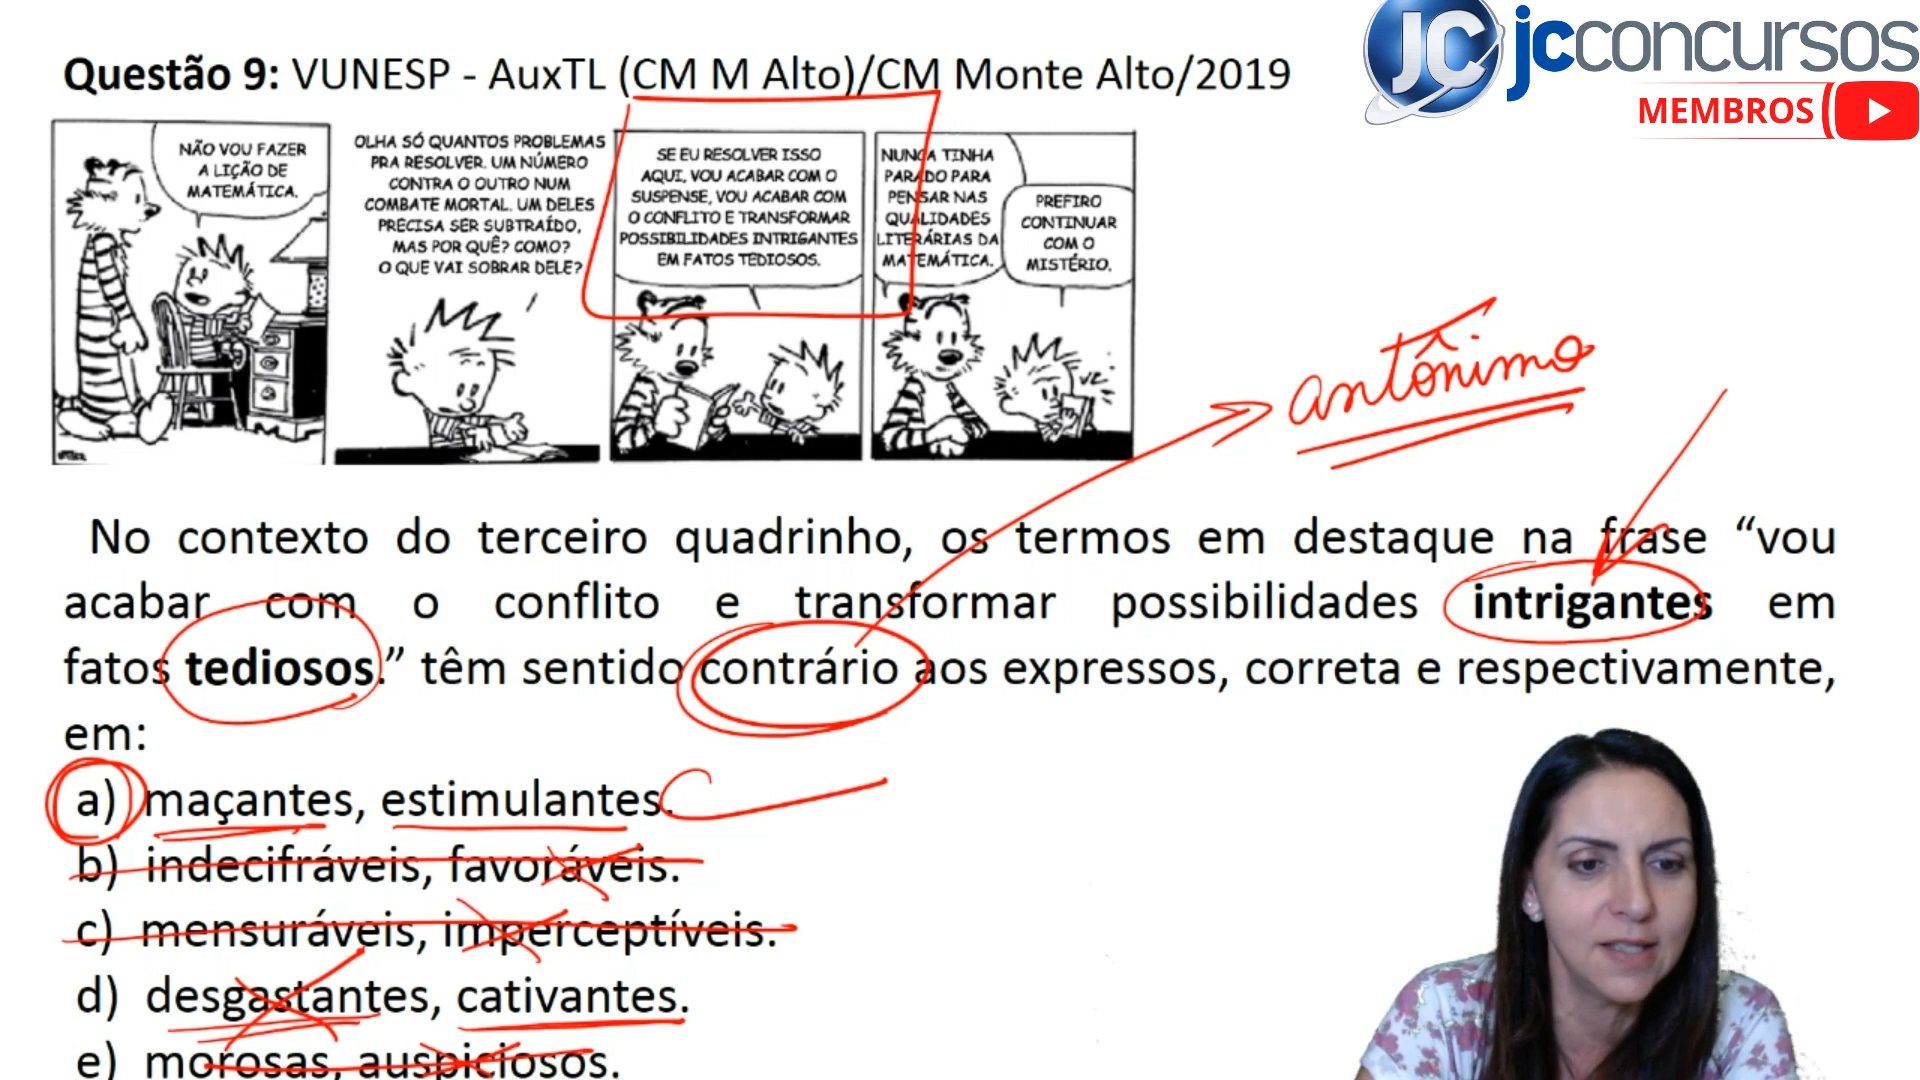 JC jcconcursos
MEMBROS
Questão 9: VUNESP - AuxTL (CM M Alto)/CM Monte Alto/2019
NÃO VOU FAZER
A LIÇÃO DE
MATEMÁTICA.
OLHA SÓ QUANTOS PROBLEMAS
PRA RESOLVER. UM NÚMERO
CONTRA O OUTRO NUM
COMBATE MORTAL. UM DELES
PRECISA SER SUBTRAÍDO,
MAS POR QUÊ? COMO?
O QUE VAI SOBRAR DELE?
SE EU RESOLVER ISSO
AQUI, VOU ACABAR COM O
SUSPENSE, VOU ACABAR COM
O CONFLITO E TRANSFORMAR
POSSIBILIDADES INTRIGANTES
EM FATOS TEDIOSOS.
NUNCA TINHA
PARADO PARA
PENSAR NAS
QUALIDADES
LITERÁRIAS DA
MATEMÁTICA.
PREFIRO
CONTINUAR
COM O
MISTÉRIO.
antônimo
No contexto do terceiro quadrinho, os termos em destaque na frase “vou
acabar com o conflito e transformar possibilidades intrigantes em
fatos tediosos.” têm sentido contrário aos expressos, correta e respectivamente,
em:
a) maçantes, estimulantes.
b) indecifráveis, favoráveis.
c) mensuráveis, imperceptíveis.
d) desgastantes, cativantes.
e) morosas, auspiciosos.